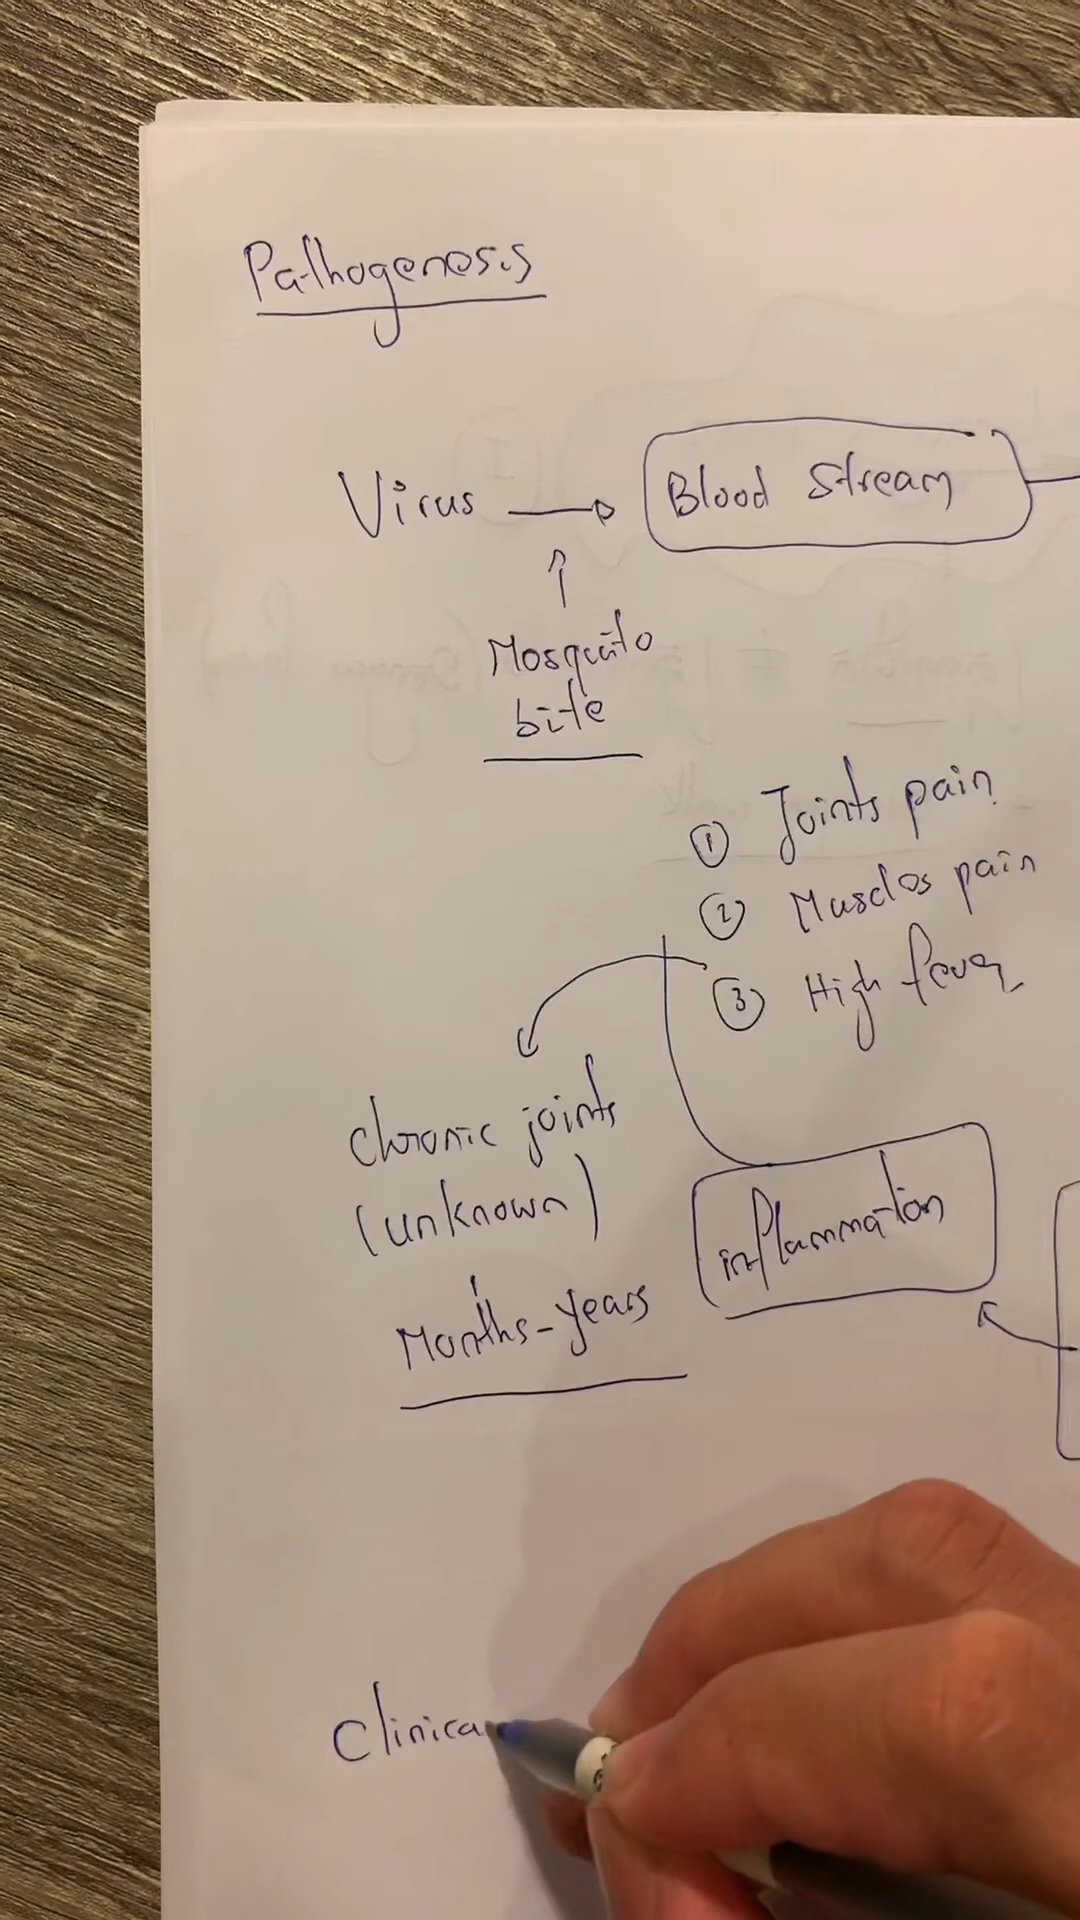 Pathogenesis
Virus → Blood Stream
↑
Mosquito
bite
① Joints pain
② Muscles pain
③ High fever
chronic joints
(unknown)
Months-years
inflammation
Clinica